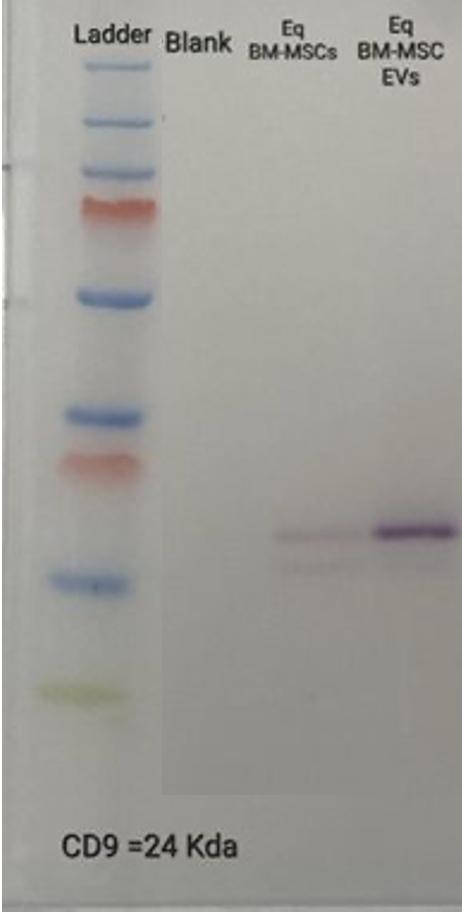 Ladder
Blank
Eq
BM-MSCs
Eq
BM-MSC
EVs
CD9 =24 Kda